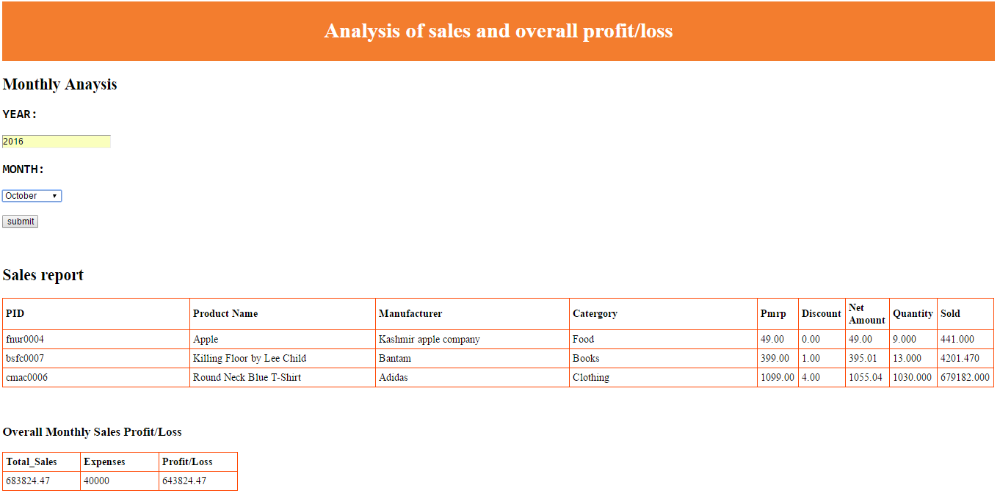 Analysis of sales and overall profit/loss
Monthly Anaysis
YEAR:
2016
MONTH:
October
submit
Sales report
PID Product Name Manufacturer Catergory Pmrp Discount Net Amount Quantity Sold
fnur0004 Apple Kashmir apple company Food 49.00 0.00 49.00 9.000 441.000
bsfc0007 Killing Floor by Lee Child Bantam Books 399.00 1.00 395.01 13.000 4201.470
cmac0006 Round Neck Blue T-Shirt Adidas Clothing 1099.00 4.00 1055.04 1030.000 679182.000
Overall Monthly Sales Profit/Loss
Total_Sales Expenses Profit/Loss
683824.47 40000 643824.47